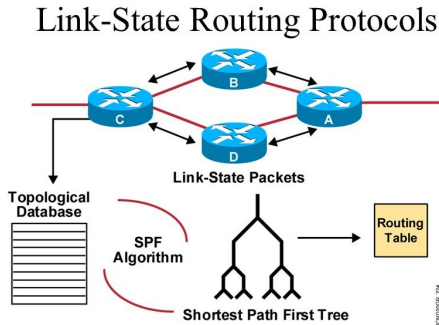 Link-State Routing Protocols
B
C
A
D
Link-State Packets
Topological
Database
SPF
Algorithm
Routing
Table
Shortest Path First Tree